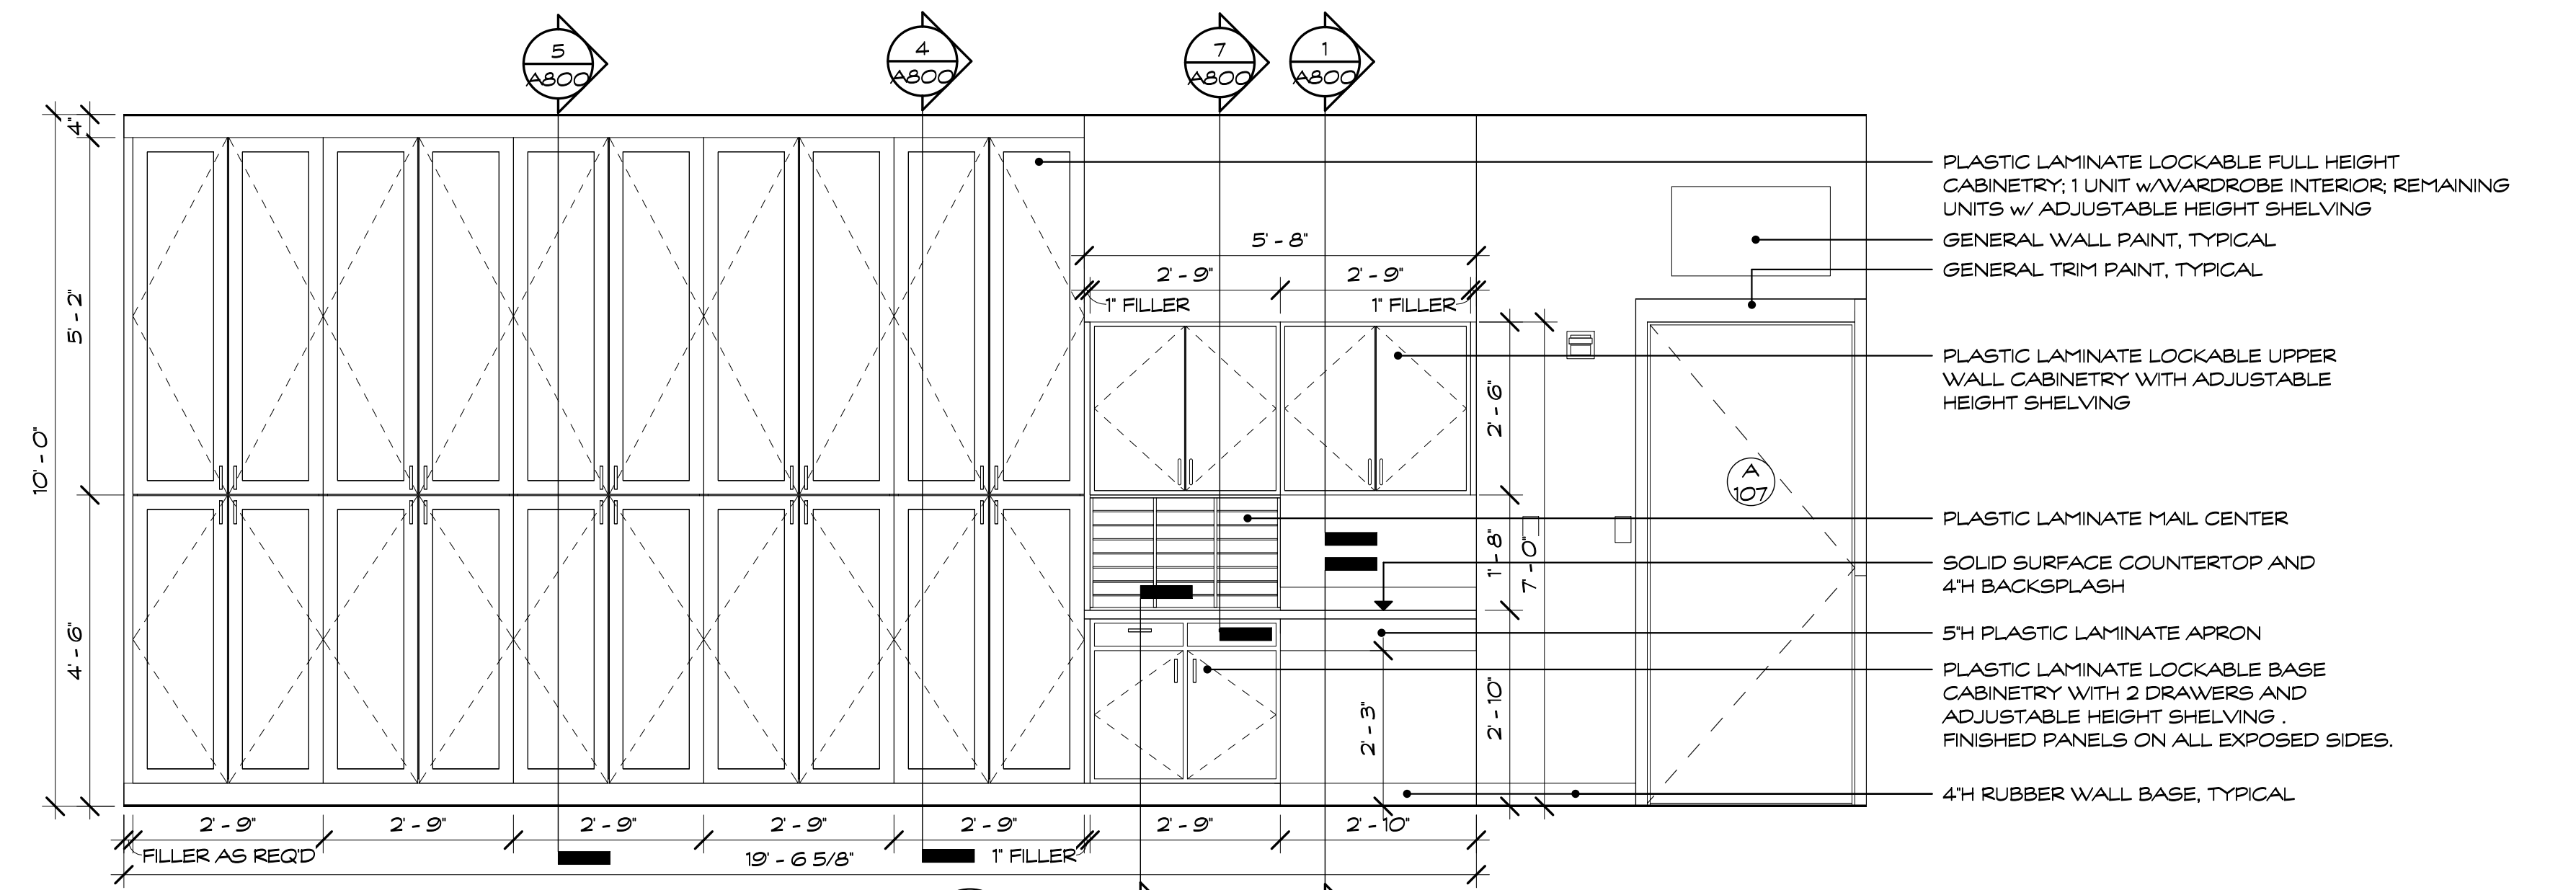 5
A800
4
A800
7
A800
1
A800
4"
5' - 2"
10' - 0"
4' - 6"
PLASTIC LAMINATE LOCKABLE FULL HEIGHT
CABINETRY; 1 UNIT w/WARDROBE INTERIOR; REMAINING
UNITS w/ ADJUSTABLE HEIGHT SHELVING
GENERAL WALL PAINT, TYPICAL
GENERAL TRIM PAINT, TYPICAL
5' - 8"
2' - 9"
2' - 9"
1" FILLER
1" FILLER
PLASTIC LAMINATE LOCKABLE UPPER
WALL CABINETRY WITH ADJUSTABLE
HEIGHT SHELVING
2' - 6"
A
107
PLASTIC LAMINATE MAIL CENTER
1' - 8"
7' - 0"
SOLID SURFACE COUNTERTOP AND
4"H BACKSPLASH
5"H PLASTIC LAMINATE APRON
PLASTIC LAMINATE LOCKABLE BASE
CABINETRY WITH 2 DRAWERS AND
ADJUSTABLE HEIGHT SHELVING .
FINISHED PANELS ON ALL EXPOSED SIDES.
2' - 3"
2' - 10"
4"H RUBBER WALL BASE, TYPICAL
2' - 9"
2' - 9"
2' - 9"
2' - 9"
2' - 9"
2' - 9"
2' - 10"
FILLER AS REQ'D
19' - 6 5/8"
1" FILLER